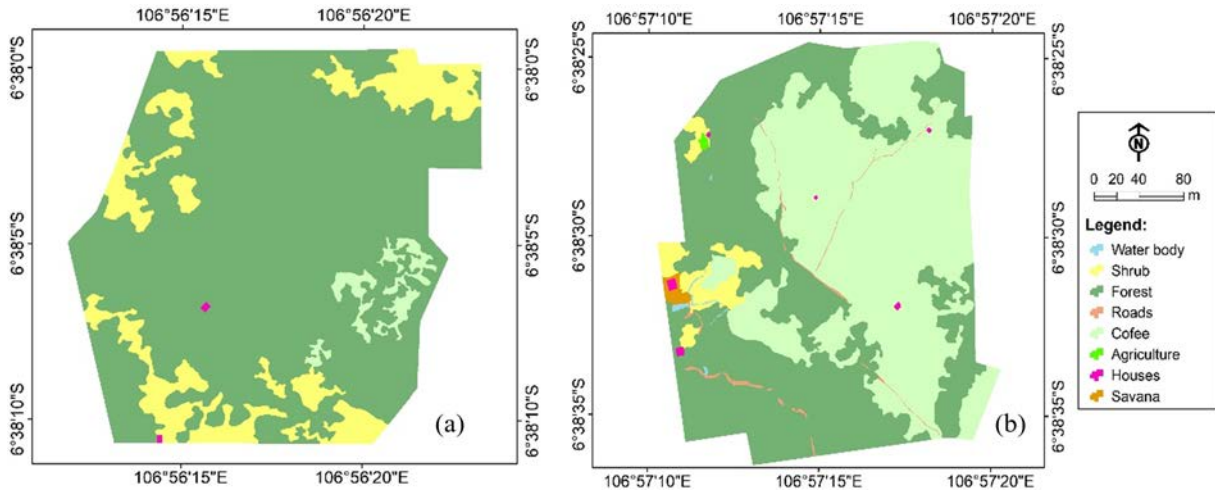 106°56'15"E 106°56'20"E
6°38'0"S 6°38'0"S
6°38'5"S 6°38'5"S
6°38'10"S 6°38'10"S
(a)
106°56'15"E 106°56'20"E
106°57'10"E 106°57'15"E 106°57'20"E
6°38'25"S 6°38'25"S
6°38'30"S 6°38'30"S
6°38'35"S 6°38'35"S
(b)
106°57'10"E 106°57'15"E 106°57'20"E
N
0 20 40 80
m
Legend:
Water body
Shrub
Forest
Roads
Cofee
Agriculture
Houses
Savana